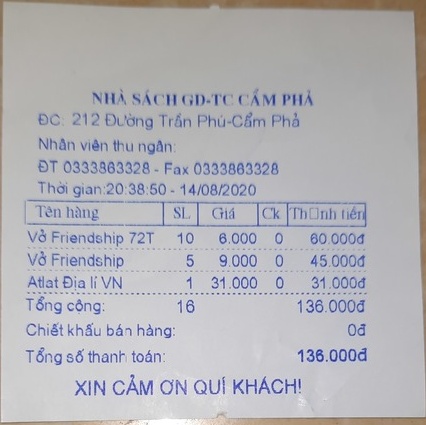 NHÀ SÁCH GD-TC CẨM PHẢ
ĐC: 212 Đường Trần Phú-Cẩm Phả
Nhân viên thu ngân:
ĐT 0333863328 - Fax 0333863328
Thời gian:20:38:50 - 14/08/2020
Tên hàng SL Giá Ck Th□nh tiền
Vở Friendship 72T 10 6.000 0 60.000đ
Vở Friendship 5 9.000 0 45.000đ
Atlat Địa lí VN 1 31.000 0 31.000đ
Tổng cộng: 16 136.000đ
Chiết khấu bán hàng: 0đ
Tổng số thanh toán: 136.000đ
XIN CẢM ƠN QUÍ KHÁCH!